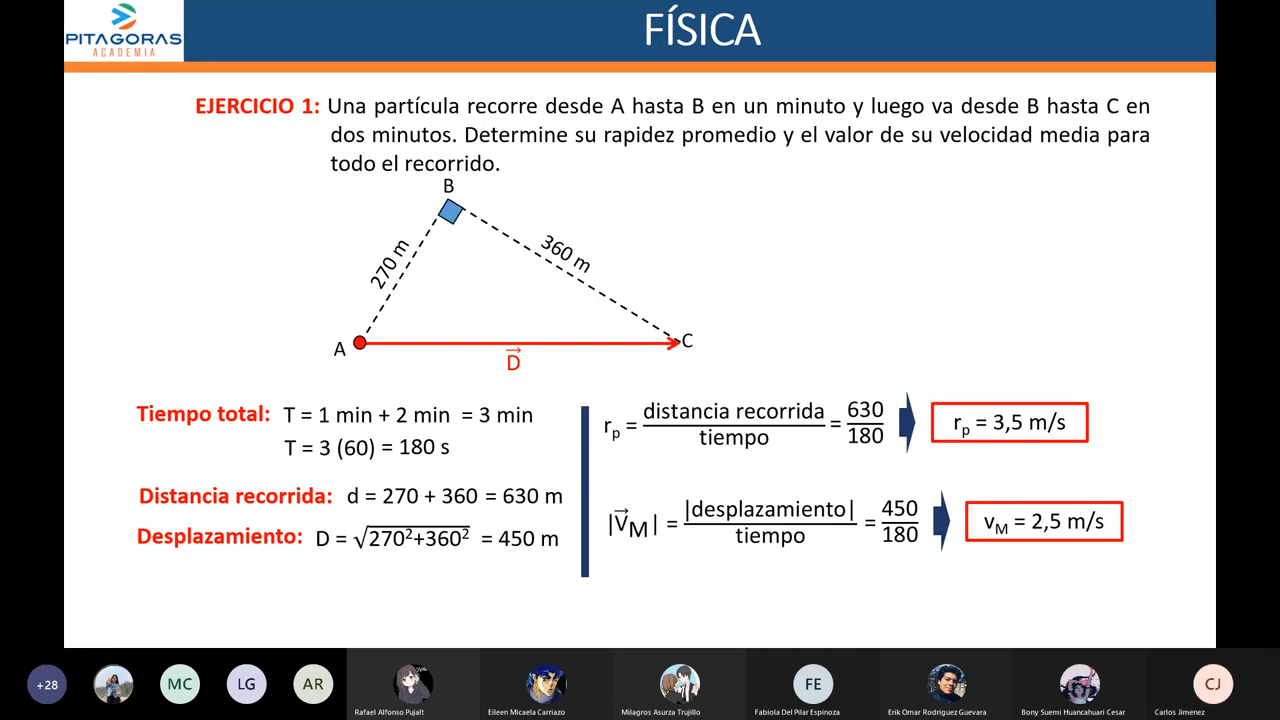 PITAGORAS
ACADEMIA
FÍSICA
EJERCICIO 1: Una partícula recorre desde A hasta B en un minuto y luego va desde B hasta C en
dos minutos. Determine su rapidez promedio y el valor de su velocidad media para
todo el recorrido.
B
270 m
360 m
A
C
D⃗
Tiempo total: T = 1 min + 2 min = 3 min
T = 3 (60) = 180 s
Distancia recorrida: d = 270 + 360 = 630 m
Desplazamiento: D = √270²+360² = 450 m
rₚ = distancia recorrida / tiempo = 630 / 180
rₚ = 3,5 m/s
|V⃗M| = |desplazamiento| / tiempo = 450 / 180
vM = 2,5 m/s
+28
MC
LG
AR
FE
CJ
Rafael Alfonso Pujalt
Eileen Micaela Carriazo
Milagros Asurza Trujillo
Fabiola Del Pilar Espinoza
Erik Omar Rodriguez Guevara
Bony Suemi Huancahuari Cesar
Carlos Jimenez